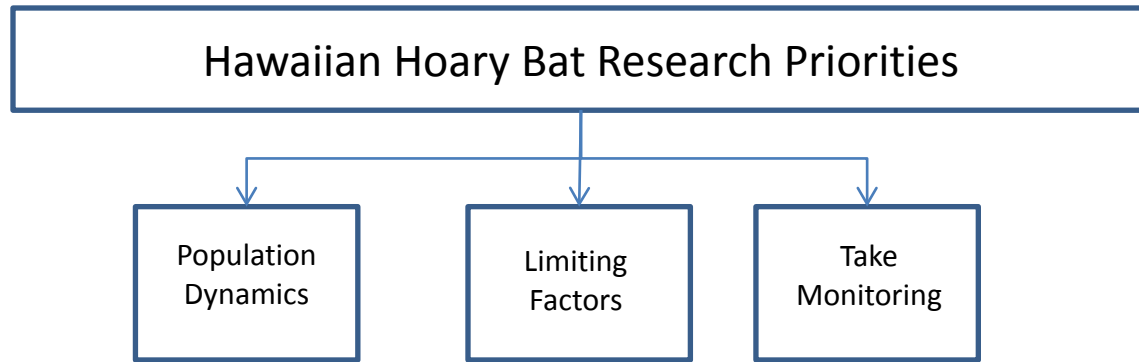 Hawaiian Hoary Bat Research Priorities
Population
Dynamics
Limiting
Factors
Take
Monitoring